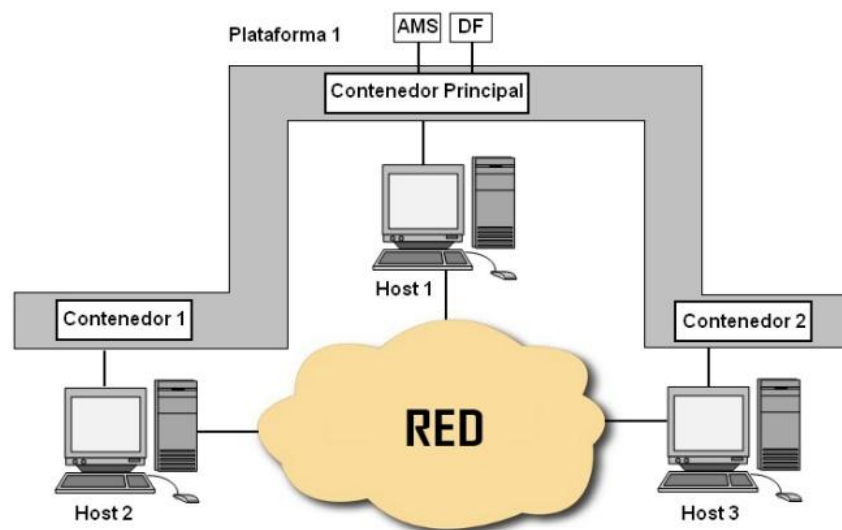 Plataforma 1
AMS
DF
Contenedor Principal
Host 1
Contenedor 1
Contenedor 2
RED
Host 2
Host 3